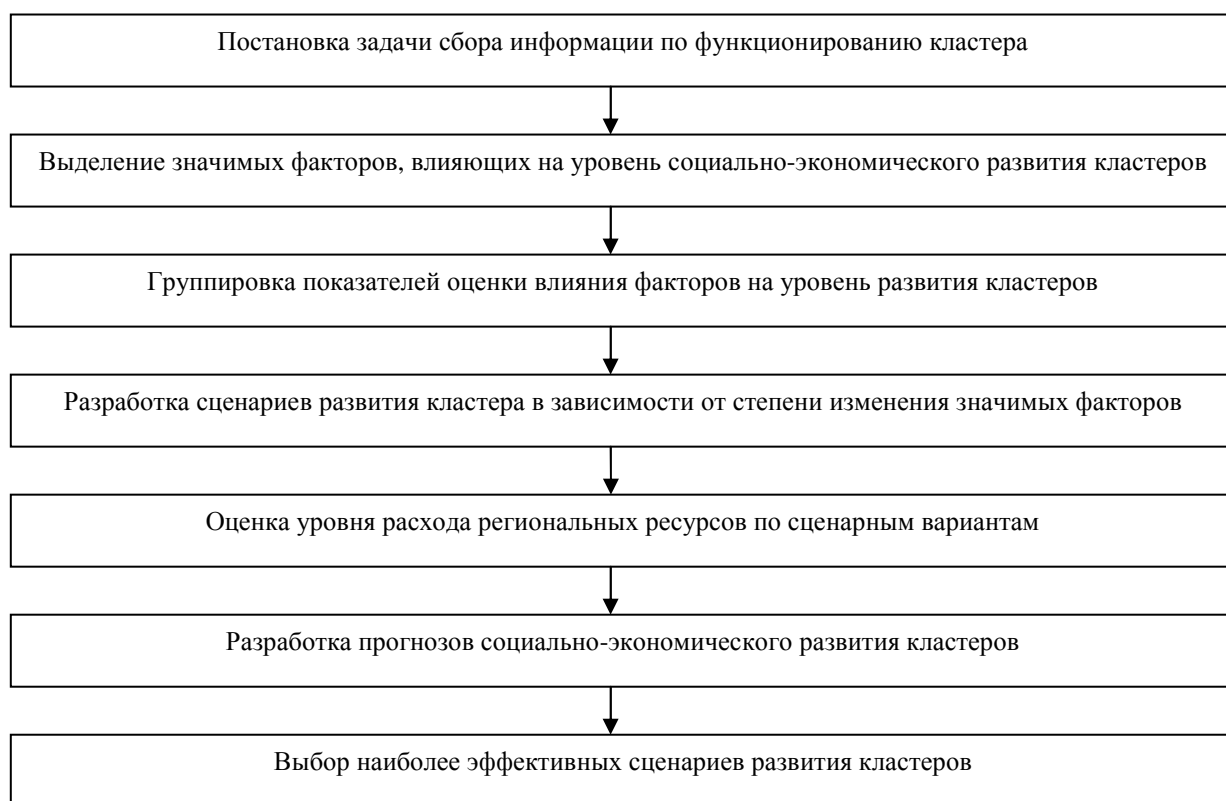 Постановка задачи сбора информации по функционированию кластера
Выделение значимых факторов, влияющих на уровень социально-экономического развития кластеров
Группировка показателей оценки влияния факторов на уровень развития кластеров
Разработка сценариев развития кластера в зависимости от степени изменения значимых факторов
Оценка уровня расхода региональных ресурсов по сценарным вариантам
Разработка прогнозов социально-экономического развития кластеров
Выбор наиболее эффективных сценариев развития кластеров